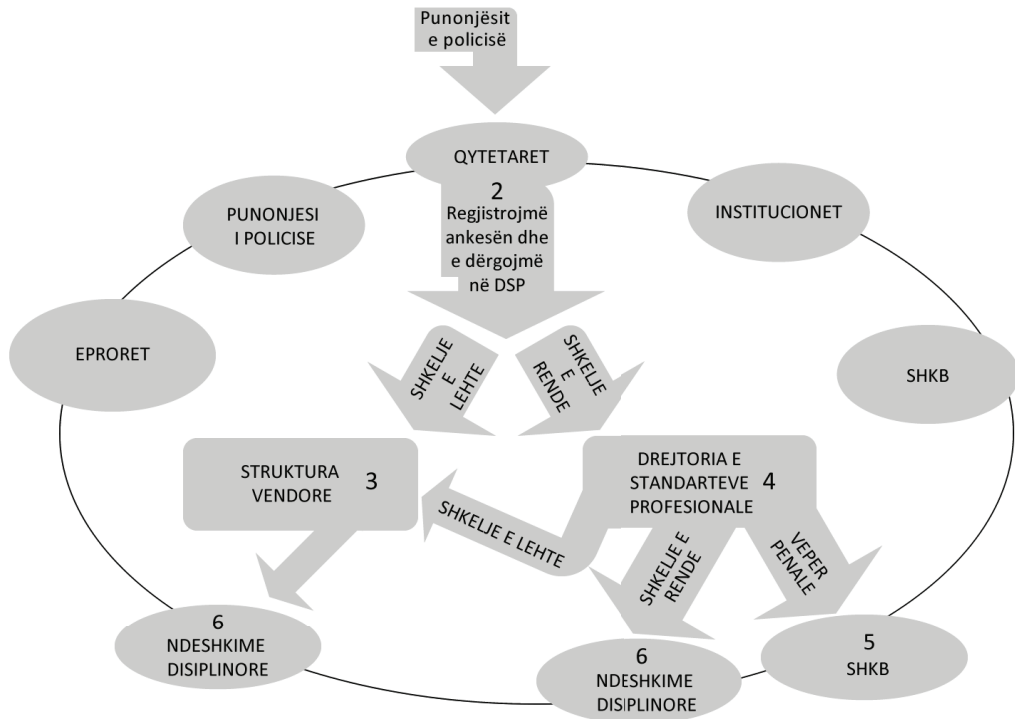 Punonjësit
e policisë
QYTETARET
2
Regjistrojmë
ankesën dhe
e dërgojmë
në DSP
PUNONJESI
I POLICISE
INSTITUCIONET
EPRORET
SHKB
SHKELJE
E
LEHTE
SHKELJE
E
RENDE
STRUKTURA
VENDORE
3
DREJTORIA E
STANDARTEVE
PROFESIONALE
4
SHKELJE E LEHTE
SHKELJE E
RENDE
VEPER
PENALE
6
NDESHKIME
DISIPLINORE
6
NDESHKIME
DISIPLINORE
5
SHKB